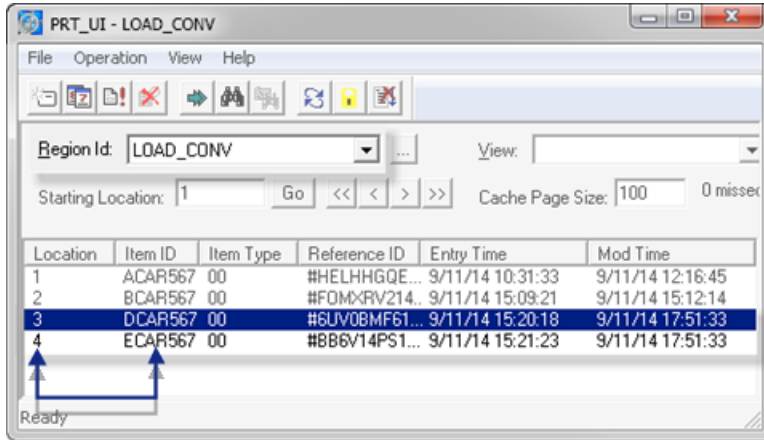 PRT_UI - LOAD_CONV
File Operation View Help
Region Id: LOAD_CONV ... View:
Starting Location: 1 Go << < > >> Cache Page Size: 100 0 missed
Location Item ID Item Type Reference ID Entry Time Mod Time
1 ACAR567 00 #HELHHGQE... 9/11/14 10:31:33 9/11/14 12:16:45
2 BCAR567 00 #FOMXRV214.. 9/11/14 15:09:21 9/11/14 15:12:14
3 DCAR567 00 #6UV0BMF61... 9/11/14 15:20:18 9/11/14 17:51:33
4 ECAR567 00 #BB6V14PS1... 9/11/14 15:21:23 9/11/14 17:51:33
Ready